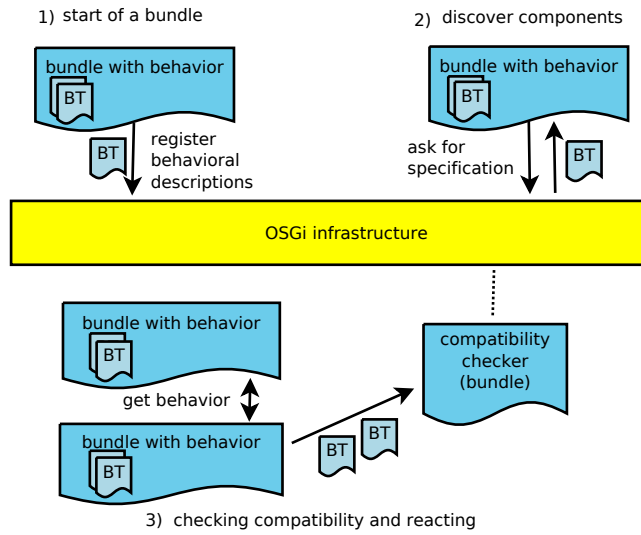 1) start of a bundle
bundle with behavior
BT
BT
register
behavioral
descriptions
2) discover components
bundle with behavior
BT
ask for
specification
BT
OSGi infrastructure
bundle with behavior
BT
get behavior
bundle with behavior
BT
BT
BT
compatibility
checker
(bundle)
3) checking compatibility and reacting